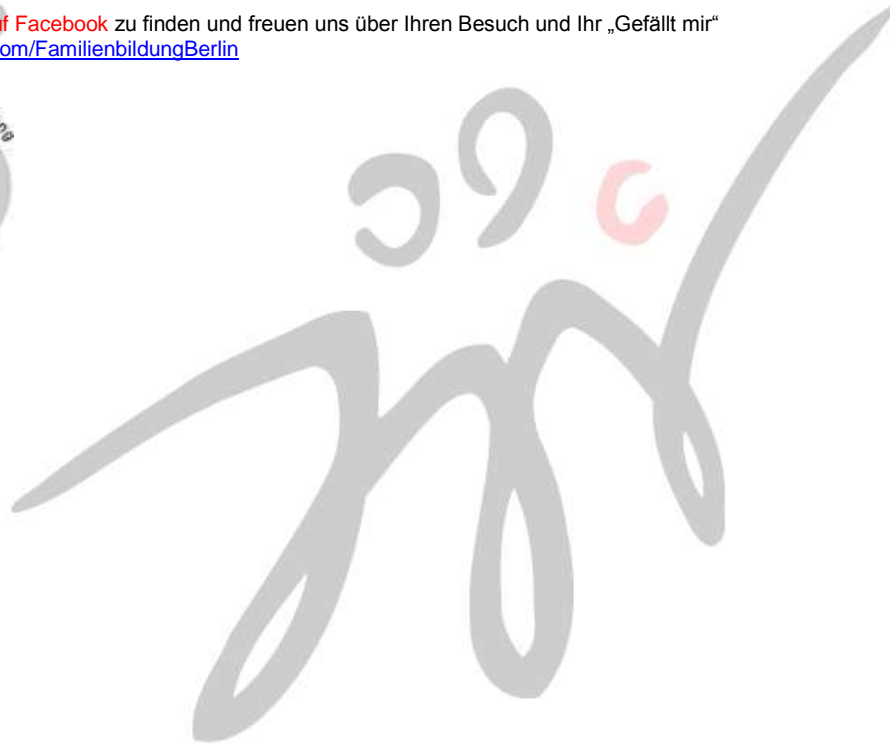 Facebook zu finden und freuen uns über Ihren Besuch und Ihr „Gefällt mir“
om/FamilienbildungBerlin